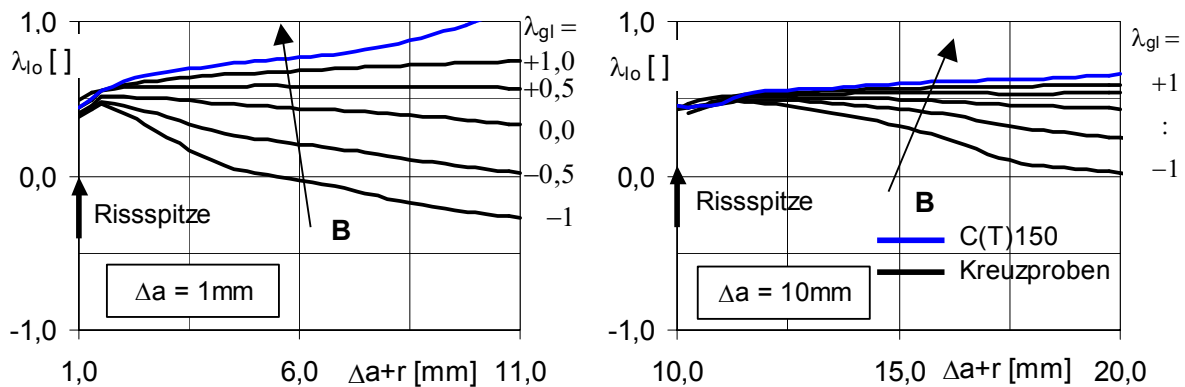 1,0
λlo [ ]
0,0
-1,0
λgl =
+1,0
+0,5
0,0
−0,5
−1
B
Rissspitze
Δa = 1mm
1,0 6,0 Δa+r [mm] 11,0
1,0
λlo [ ]
0,0
-1,0
λgl =
+1
:
−1
B
Rissspitze
C(T)150
Kreuzproben
Δa = 10mm
10,0 15,0 Δa+r [mm] 20,0